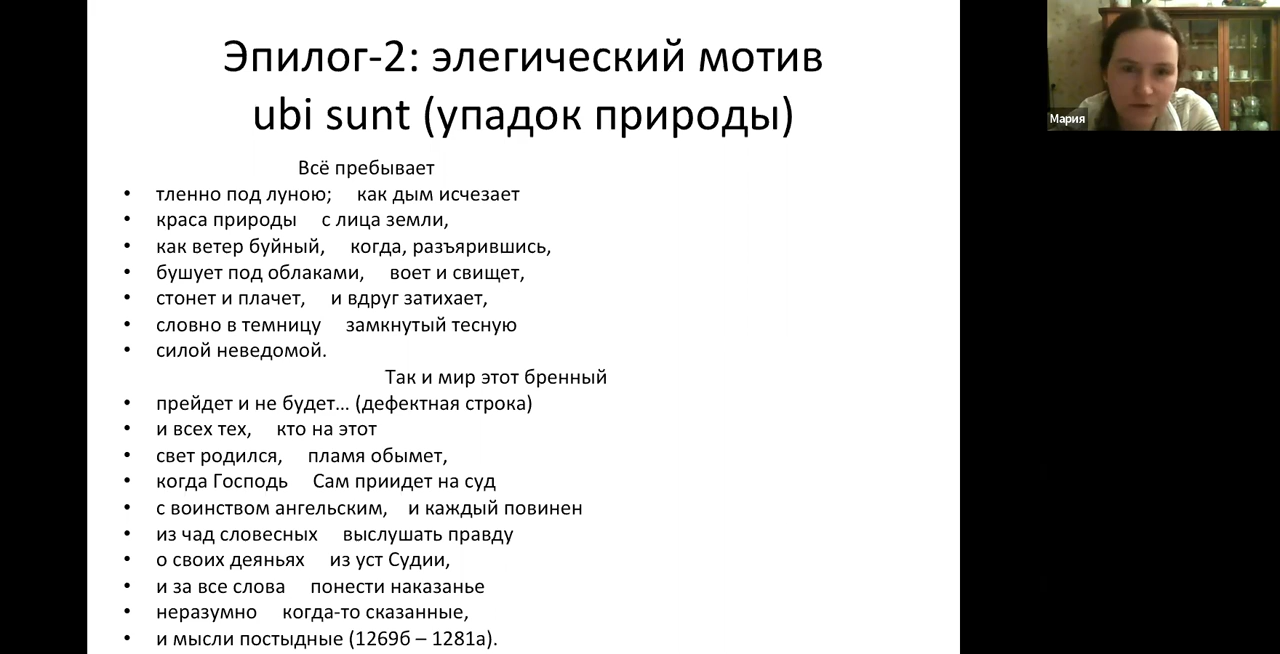 Эпилог-2: элегический мотив
ubi sunt (упадок природы)
Всё пребывает
• тленно под луною; как дым исчезает
• краса природы с лица земли,
• как ветер буйный, когда, разъярившись,
• бушует под облаками, воет и свищет,
• стонет и плачет, и вдруг затихает,
• словно в темницу замкнутый тесную
• силой неведомой.
Так и мир этот бренный
• прейдет и не будет... (дефектная строка)
• и всех тех, кто на этот
• свет родился, пламя обымет,
• когда Господь Сам приидет на суд
• с воинством ангельским, и каждый повинен
• из чад словесных выслушать правду
• о своих деяньях из уст Судии,
• и за все слова понести наказанье
• неразумно когда-то сказанные,
• и мысли постыдные (1269б – 1281а).
Мария